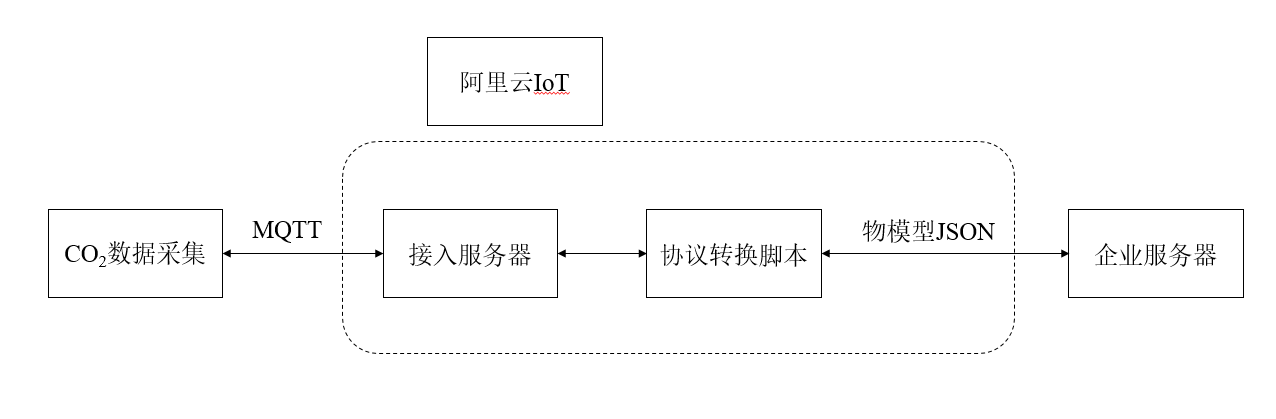 阿里云IoT
MQTT
物模型JSON
CO₂数据采集
接入服务器
协议转换脚本
企业服务器